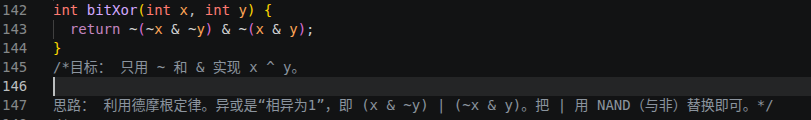 142 int bitXor(int x, int y) {
143 return ~(~x & ~y) & ~(x & y);
144 }
145 /*目标： 只用 ~ 和 & 实现 x ^ y。
146
147 思路： 利用德摩根定律。异或是“相异为1”，即 (x & ~y) | (~x & y)。把 | 用 NAND（与非）替换即可。*/